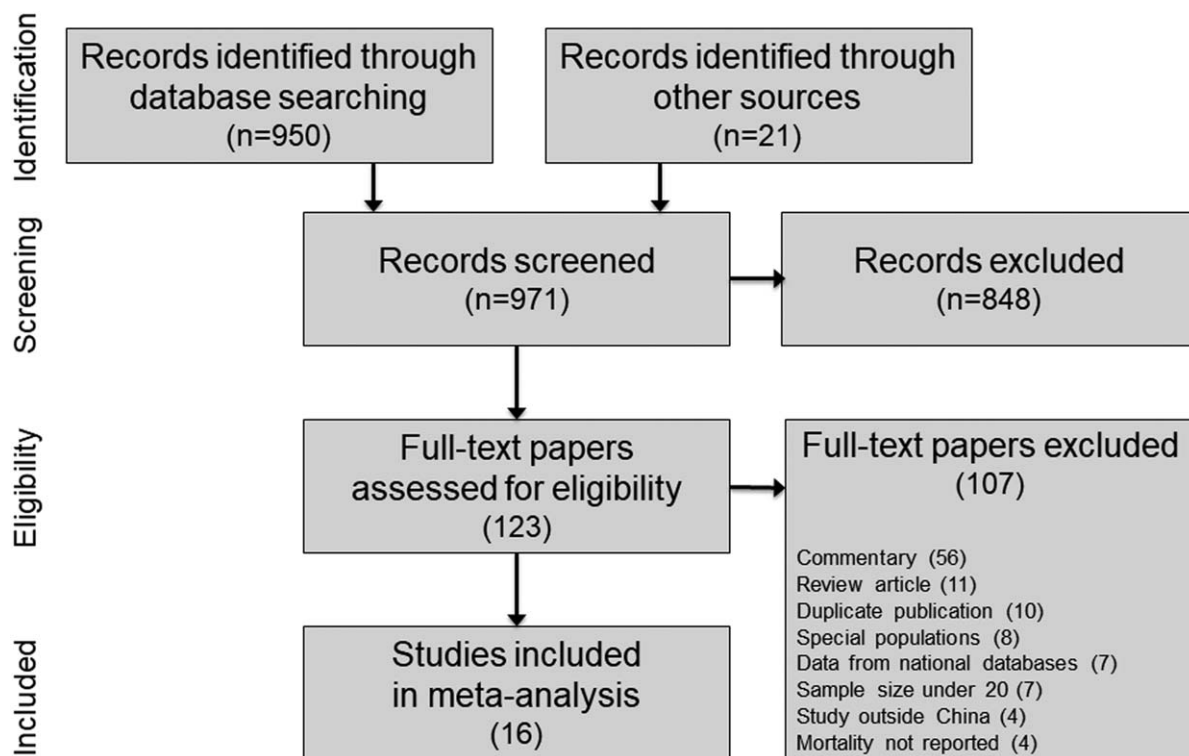 Identification
Records identified through
database searching
(n=950)
Records identified through
other sources
(n=21)
Screening
Records screened
(n=971)
Records excluded
(n=848)
Eligibility
Full-text papers
assessed for eligibility
(123)
Full-text papers excluded
(107)
Commentary (56)
Review article (11)
Duplicate publication (10)
Special populations (8)
Data from national databases (7)
Sample size under 20 (7)
Study outside China (4)
Mortality not reported (4)
Included
Studies included
in meta-analysis
(16)